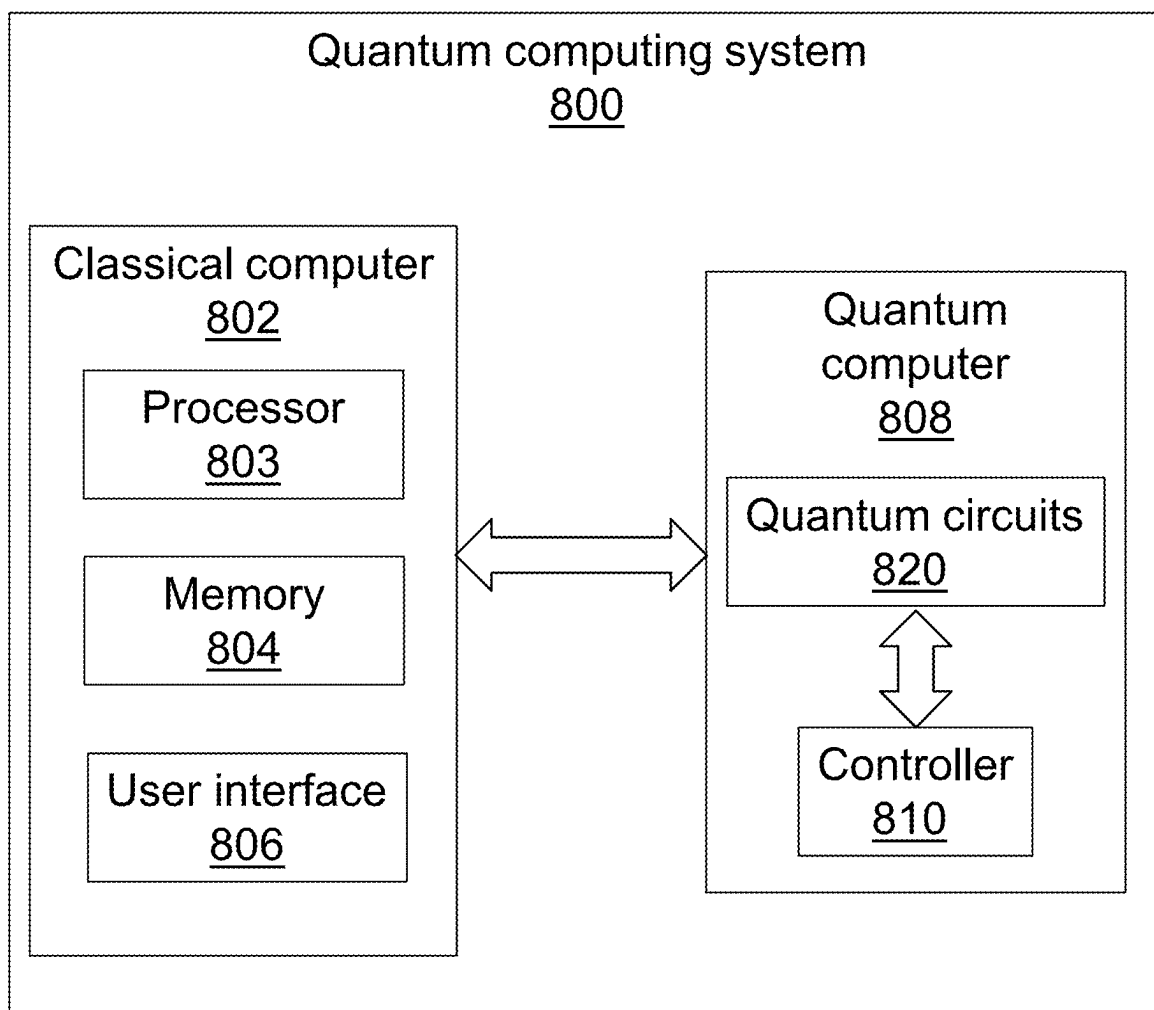 Quantum computing system
800
Classical computer
802
Processor
803
Memory
804
User interface
806
Quantum
computer
808
Quantum circuits
820
Controller
810